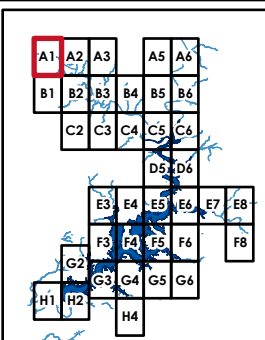 A1 A2 A3 A5 A6
B1 B2 B3 B4 B5 B6
C2 C3 C4 C5 C6
D5 D6
E3 E4 E5 E6 E7 E8
F3 F4 F5 F6 F8
G2
G3 G4 G5 G6
H1 H2
H4